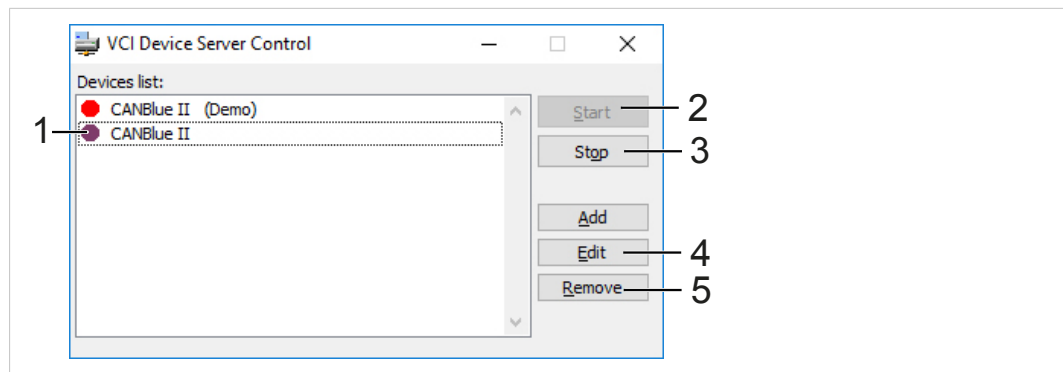 VCI Device Server Control
Devices list:
CANBlue II (Demo)
1 CANBlue II
Start 2
Stop 3
Add
Edit 4
Remove 5